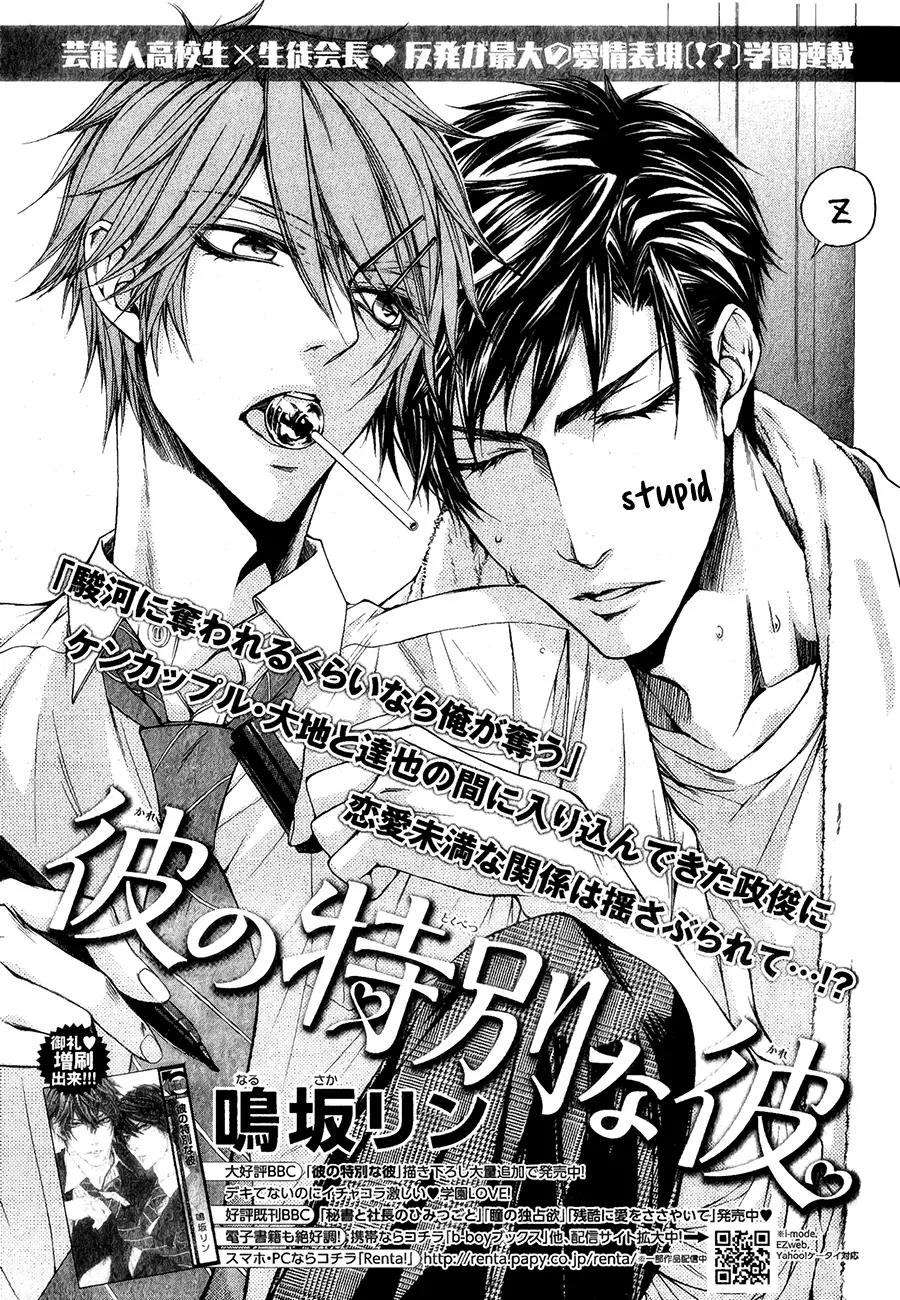 芸能人高校生×生徒会長♥反発が最大の愛情表現(!?)学園連載
Z
stupid
「駿河に奪われるくらいなら俺が奪う」
ケンカップル・大地と達也の間に入り込んできた政俊に
恋愛未満な関係は揺さぶられて…!?
かれ とくべつ かれ
彼の特別な彼。
御礼♥
増刷
出来!!!
彼の特別な彼
鳴坂リン
なる さか
鳴坂リン
大好評BBC 「彼の特別な彼」描き下ろし大量追加で発売中!
デキてないのにイチャコラ激しい♥学園LOVE!
好評既刊BBC 「秘書と社長のひみつごと」「瞳の独占欲」「残酷に愛をささやいて」発売中♥
電子書籍も絶好調! 携帯ならコチラ「b-boyブックス」他、配信サイト拡大中!
スマホ・PCならコチラ「Renta!」 http://renta.papy.co.jp/renta/ ※一部作品配信中
※i-mode,
EZweb,
Yahoo!ケータイ対応